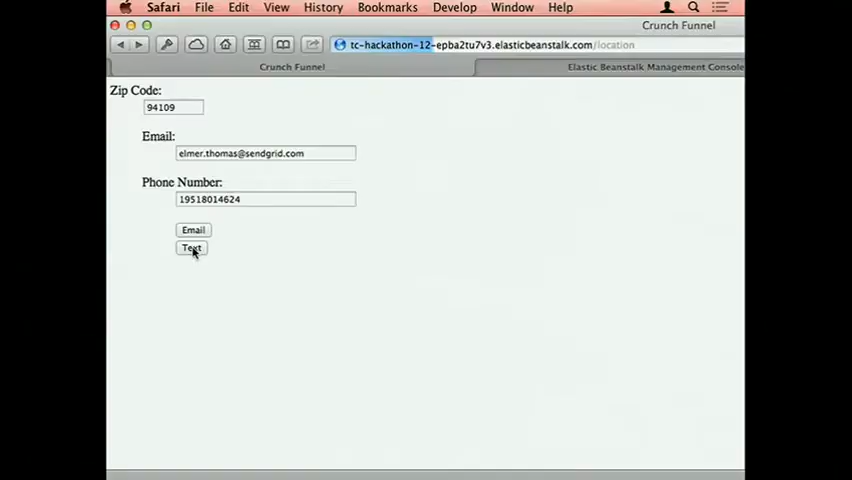 Safari File Edit View History Bookmarks Develop Window Help
Crunch Funnel
tc-hackathon-12-epba2tu7v3.elasticbeanstalk.com/location
Crunch Funnel Elastic Beanstalk Management Console
Zip Code:
94109
Email:
elmer.thomas@sendgrid.com
Phone Number:
19518014624
Email
Text